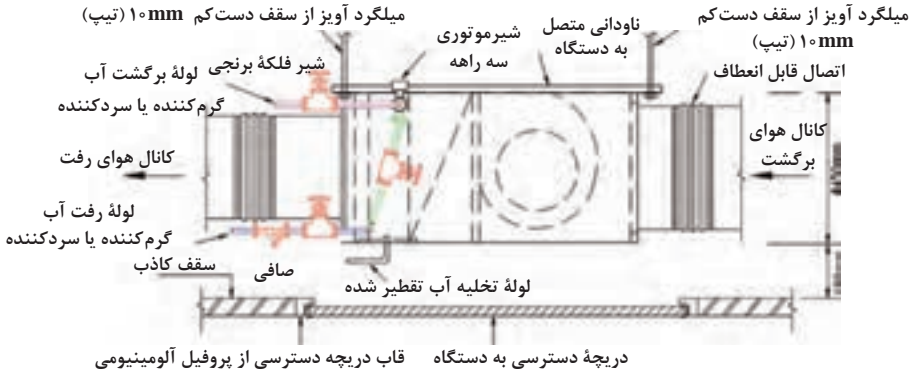 میلگرد آویز از سقف دست‌کم
۱۰mm (تیپ)
میلگرد آویز از سقف دست‌کم ۱۰mm (تیپ)
ناودانی متصل
به دستگاه
شیرموتوری
سه راهه
اتصال قابل انعطاف
شیر فلکهٔ برنجی
لولهٔ برگشت آب
گرم‌کننده یا سردکننده
کانال هوای
برگشت
کانال هوای رفت
لولهٔ رفت آب
گرم‌کننده یا سردکننده
صافی
سقف کاذب
لولهٔ تخلیه آب تقطیر شده
دریچهٔ دسترسی به دستگاه
قاب دریچه دسترسی از پروفیل آلومینیومی